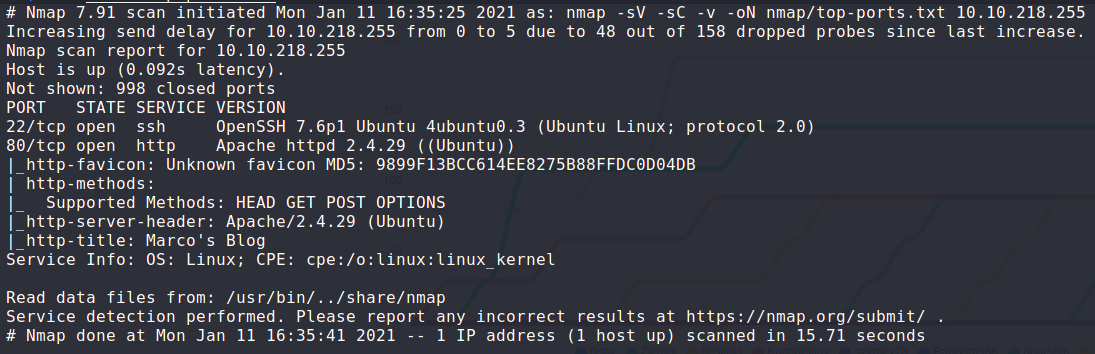 # Nmap 7.91 scan initiated Mon Jan 11 16:35:25 2021 as: nmap -sV -sC -v -oN nmap/top-ports.txt 10.10.218.255
Increasing send delay for 10.10.218.255 from 0 to 5 due to 48 out of 158 dropped probes since last increase.
Nmap scan report for 10.10.218.255
Host is up (0.092s latency).
Not shown: 998 closed ports
PORT   STATE SERVICE VERSION
22/tcp open  ssh     OpenSSH 7.6p1 Ubuntu 4ubuntu0.3 (Ubuntu Linux; protocol 2.0)
80/tcp open  http    Apache httpd 2.4.29 ((Ubuntu))
|_http-favicon: Unknown favicon MD5: 9899F13BCC614EE8275B88FFDC0D04DB
| http-methods:
|_  Supported Methods: HEAD GET POST OPTIONS
|_http-server-header: Apache/2.4.29 (Ubuntu)
|_http-title: Marco's Blog
Service Info: OS: Linux; CPE: cpe:/o:linux:linux_kernel

Read data files from: /usr/bin/../share/nmap
Service detection performed. Please report any incorrect results at https://nmap.org/submit/ .
# Nmap done at Mon Jan 11 16:35:41 2021 -- 1 IP address (1 host up) scanned in 15.71 seconds